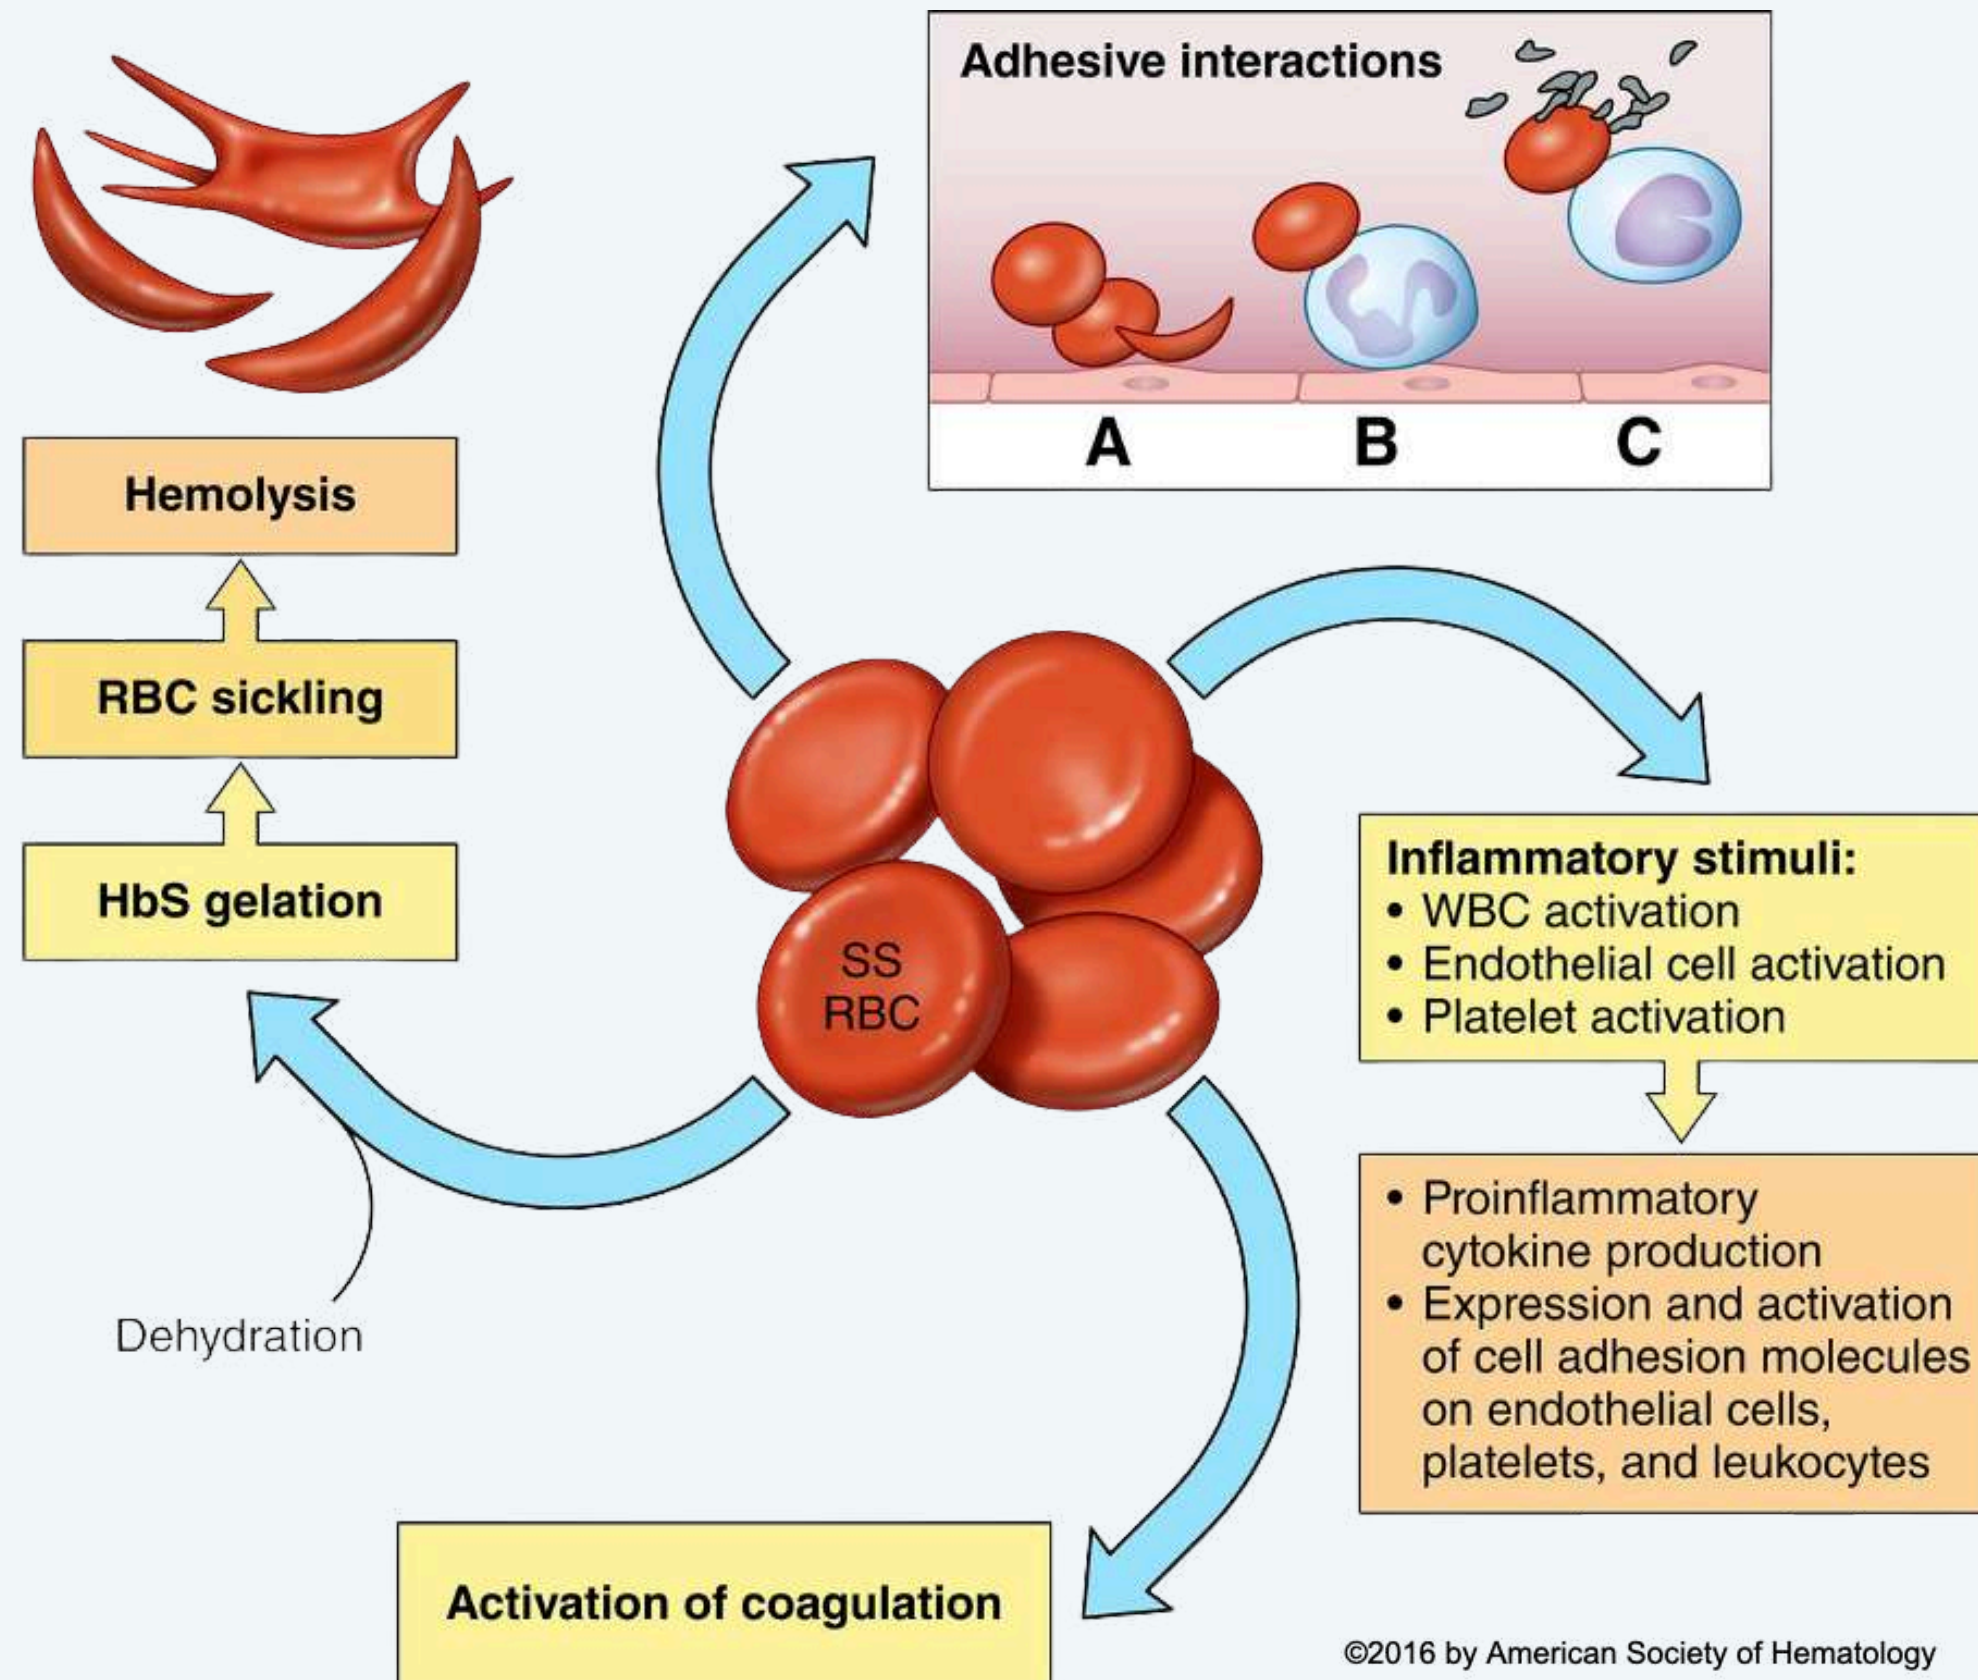 Adhesive interactions
A
B
C
Hemolysis
RBC sickling
HbS gelation
SS
RBC
Inflammatory stimuli:
• WBC activation
• Endothelial cell activation
• Platelet activation
• Proinflammatory
cytokine production
• Expression and activation
of cell adhesion molecules
on endothelial cells,
platelets, and leukocytes
Dehydration
Activation of coagulation
©2016 by American Society of Hematology